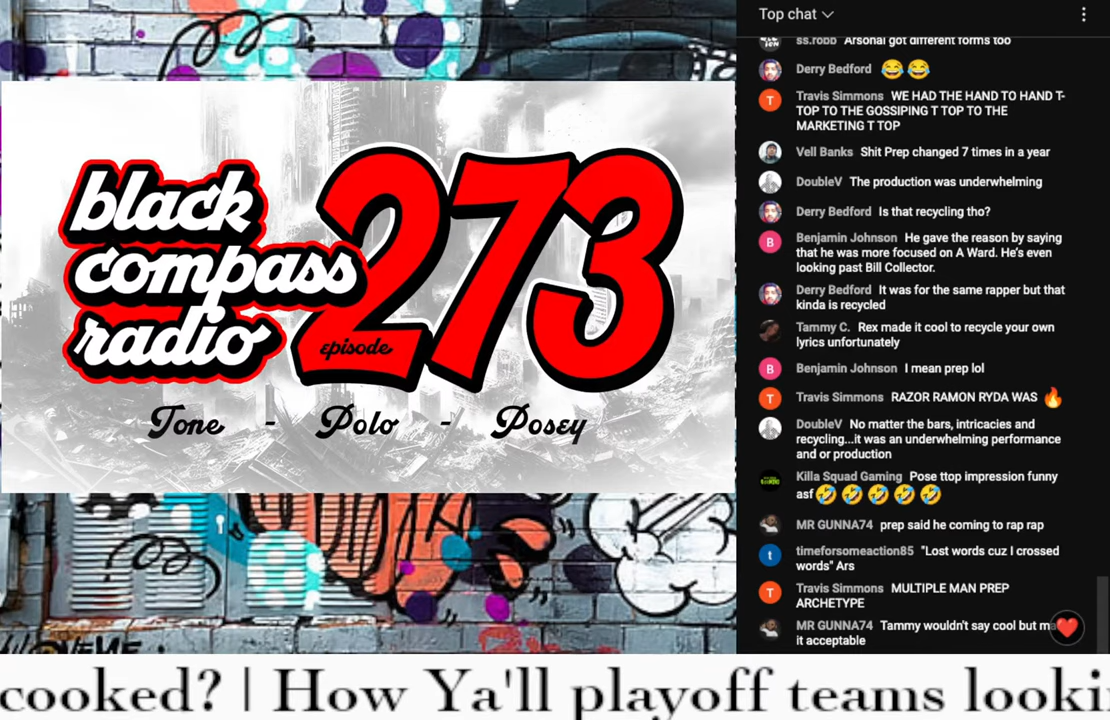 black
compass
radio
273
episode
Tone - Polo - Posey
Top chat
ss.robb Arsonal got different forms too
Derry Bedford 😂😂
T Travis Simmons WE HAD THE HAND TO HAND T-
TOP TO THE GOSSIPING T TOP TO THE
MARKETING T TOP
Vell Banks Shit Prep changed 7 times in a year
DoubleV The production was underwhelming
Derry Bedford Is that recycling tho?
B Benjamin Johnson He gave the reason by saying
that he was more focused on A Ward. He's even
looking past Bill Collector.
Derry Bedford It was for the same rapper but that
kinda is recycled
Tammy C. Rex made it cool to recycle your own
lyrics unfortunately
B Benjamin Johnson I mean prep lol
T Travis Simmons RAZOR RAMON RYDA WAS 🔥
DoubleV No matter the bars, intricacies and
recycling...it was an underwhelming performance
and or production
Killa Squad Gaming Pose ttop impression funny
asf🤣🤣🤣🤣🤣
MR GUNNA74 prep said he coming to rap rap
t timeforsomeaction85 "Lost words cuz I crossed
words" Ars
T Travis Simmons MULTIPLE MAN PREP
ARCHETYPE
MR GUNNA74 Tammy wouldn't say cool but
it acceptable
cooked? | How Ya'll playoff teams looki